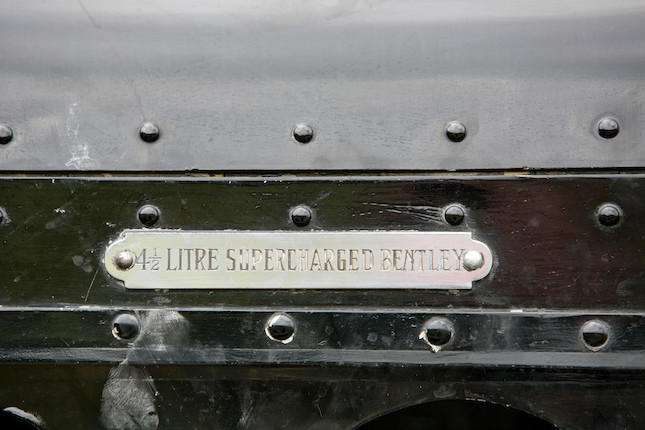 4½ LITRE SUPERCHARGED BENTLEY